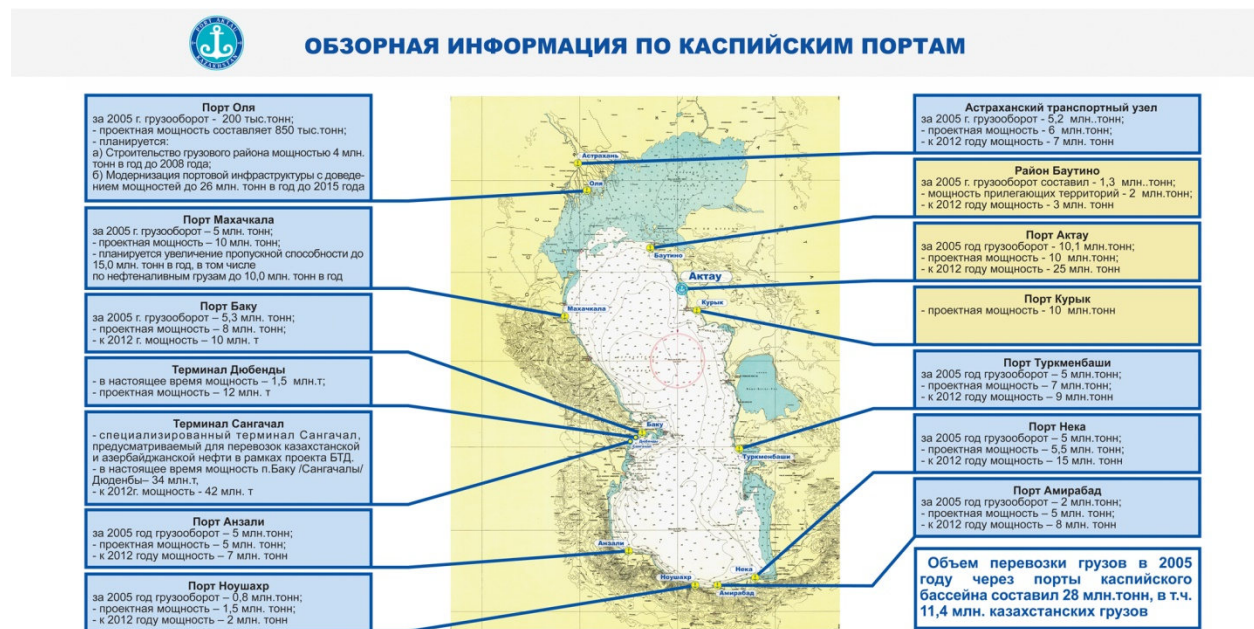 ОБЗОРНАЯ ИНФОРМАЦИЯ ПО КАСПИЙСКИМ ПОРТАМ
Порт Оля
за 2005 г. грузооборот - 200 тыс.тонн;
- проектная мощность составляет 850 тыс.тонн;
- планируется:
а) Строительство грузового района мощностью 4 млн.
тонн в год до 2008 года;
б) Модернизация портовой инфраструктуры с доведе-
нием мощностей до 26 млн. тонн в год до 2015 года
Порт Махачкала
за 2005 г. грузооборот – 5 млн. тонн;
- проектная мощность – 10 млн. тонн;
- планируется увеличение пропускной способности до
15,0 млн. тонн в год, в том числе
по нефтеналивным грузам до 10,0 млн. тонн в год
Порт Баку
за 2005 г. грузооборот – 5,3 млн. тонн;
- проектная мощность – 8 млн. тонн;
- к 2012 г. мощность – 10 млн. т
Терминал Дюбенды
- в настоящее время мощность – 1,5 млн.т;
- проектная мощность – 12 млн. т
Терминал Сангачал
- специализированный терминал Сангачал,
предусматриваемый для перевозок казахстанской
и азербайджанской нефти в рамках проекта БТД.
- в настоящее время мощность п.Баку /Сангачалы/
Дюденбы– 34 млн.т,
- к 2012г. мощность - 42 млн. т
Порт Анзали
за 2005 год грузооборот – 5 млн.тонн;
- проектная мощность – 5 млн. тонн;
- к 2012 году мощность – 7 млн. тонн
Порт Ноушахр
за 2005 год грузооборот – 0,8 млн.тонн;
- проектная мощность – 1,5 млн.тонн;
- к 2012 году мощность – 2 млн. тонн
Астрахань
Оля
Баутино
Актау
Курык
Махачкала
Баку
Туркменбаши
Анзали
Ноушахр
Нека
Амирабад
Астраханский транспортный узел
за 2005 г. грузооборот - 5,2 млн..тонн;
- проектная мощность - 6 млн.тонн;
- к 2012 году мощность - 7 млн. тонн
Район Баутино
за 2005 г. грузооборот составил - 1,3 млн..тонн;
- мощность прилегающих территорий - 2 млн.тонн;
- к 2012 году мощность - 3 млн. тонн
Порт Актау
за 2005 год грузооборот - 10,1 млн.тонн;
- проектная мощность - 10 млн.тонн;
- к 2012 году мощность - 25 млн. тонн
Порт Курык
- проектная мощность - 10 млн.тонн
Порт Туркменбаши
за 2005 год грузооборот – 5 млн.тонн;
- проектная мощность – 7 млн.тонн;
- к 2012 году мощность – 9 млн.тонн
Порт Нека
за 2005 год грузооборот – 5 млн.тонн;
- проектная мощность – 5,5 млн.тонн;
- к 2012 году мощность – 15 млн. тонн
Порт Амирабад
за 2005 год грузооборот – 2 млн.тонн;
- проектная мощность – 5 млн. тонн;
- к 2012 году мощность – 8 млн. тонн
Объем перевозки грузов в 2005
году через порты каспийского
бассейна составил 28 млн.тонн, в т.ч.
11,4 млн. казахстанских грузов